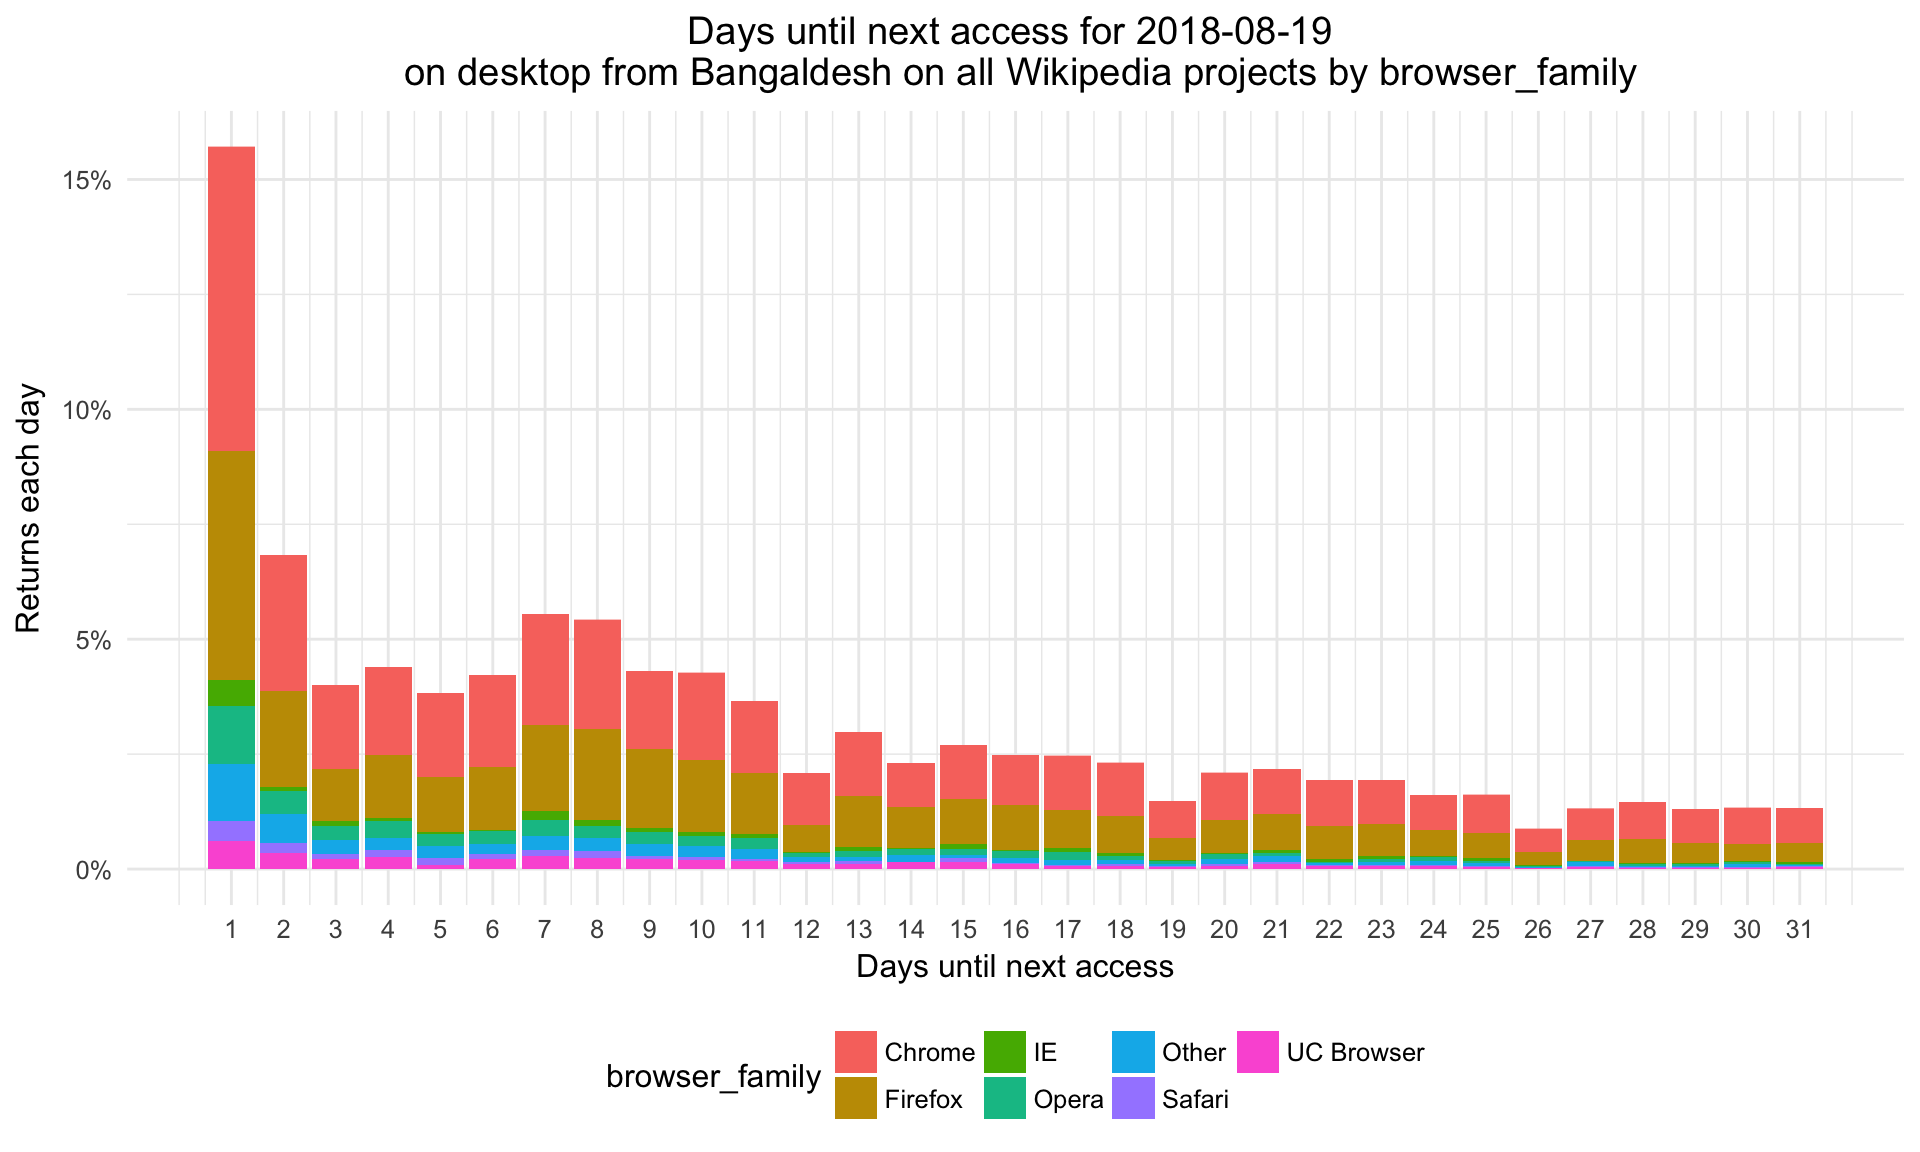 Days until next access for 2018-08-19
on desktop from Bangaldesh on all Wikipedia projects by browser_family
Returns each day
15%
10%
5%
0%
1 2 3 4 5 6 7 8 9 10 11 12 13 14 15 16 17 18 19 20 21 22 23 24 25 26 27 28 29 30 31
Days until next access
browser_family
Chrome IE Other UC Browser
Firefox Opera Safari